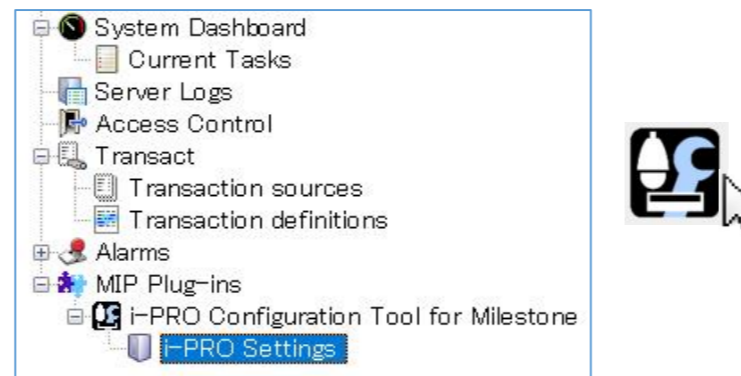 System Dashboard
Current Tasks
Server Logs
Access Control
Transact
Transaction sources
Transaction definitions
Alarms
MIP Plug-ins
i-PRO Configuration Tool for Milestone
i-PRO Settings